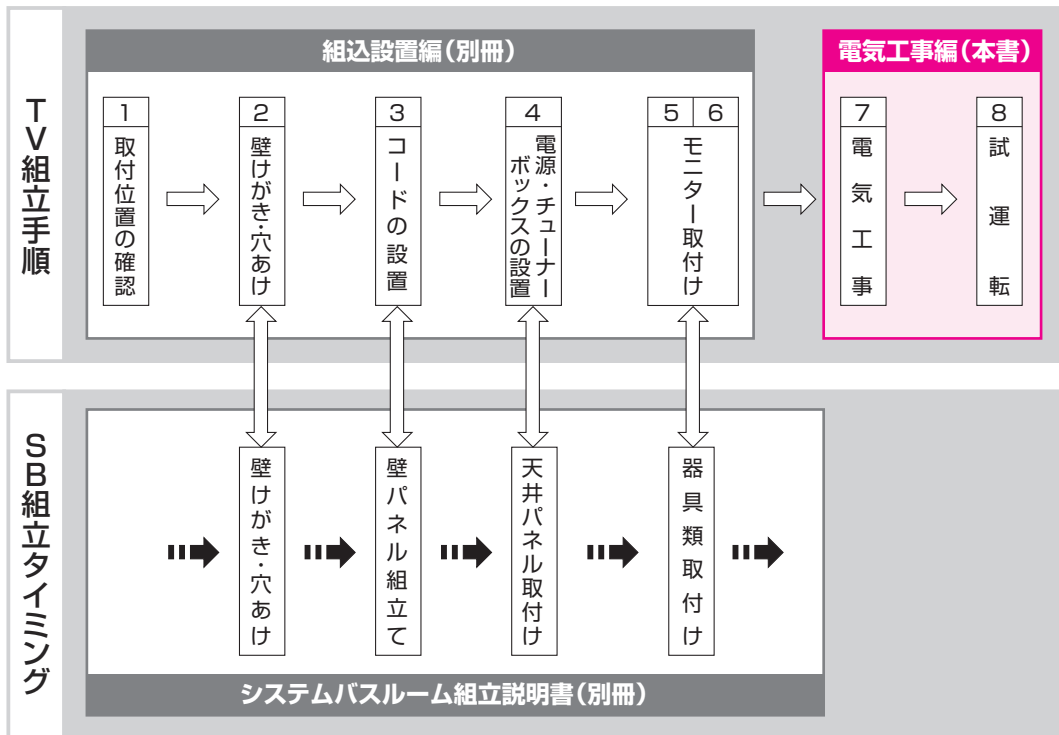 TV組立手順
組込設置編（別冊）
1
取付位置の確認
2
壁けがき・穴あけ
3
コードの設置
4
電源・チューナー
ボックスの設置
5 6
モニター取付け
電気工事編（本書）
7
電気工事
8
試運転
SB組立タイミング
壁けがき・穴あけ
壁パネル組立て
天井パネル取付け
器具類取付け
システムバスルーム組立説明書（別冊）